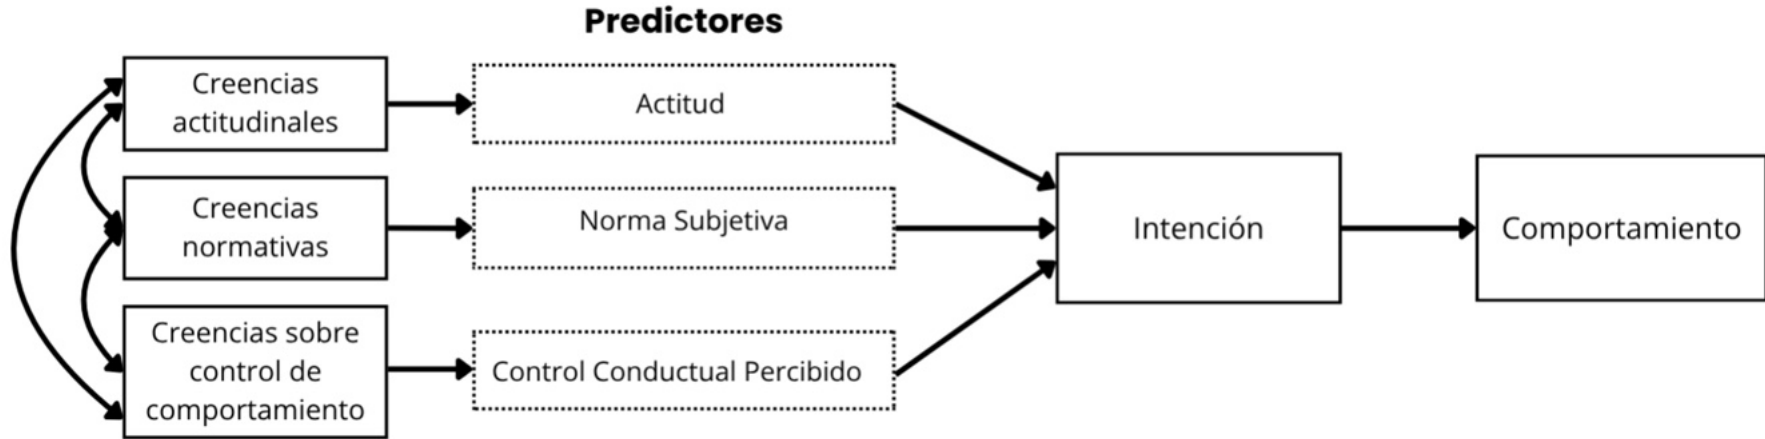 Predictores
Creencias
actitudinales
Actitud
Creencias
normativas
Norma Subjetiva
Creencias sobre
control de
comportamiento
Control Conductual Percibido
Intención
Comportamiento